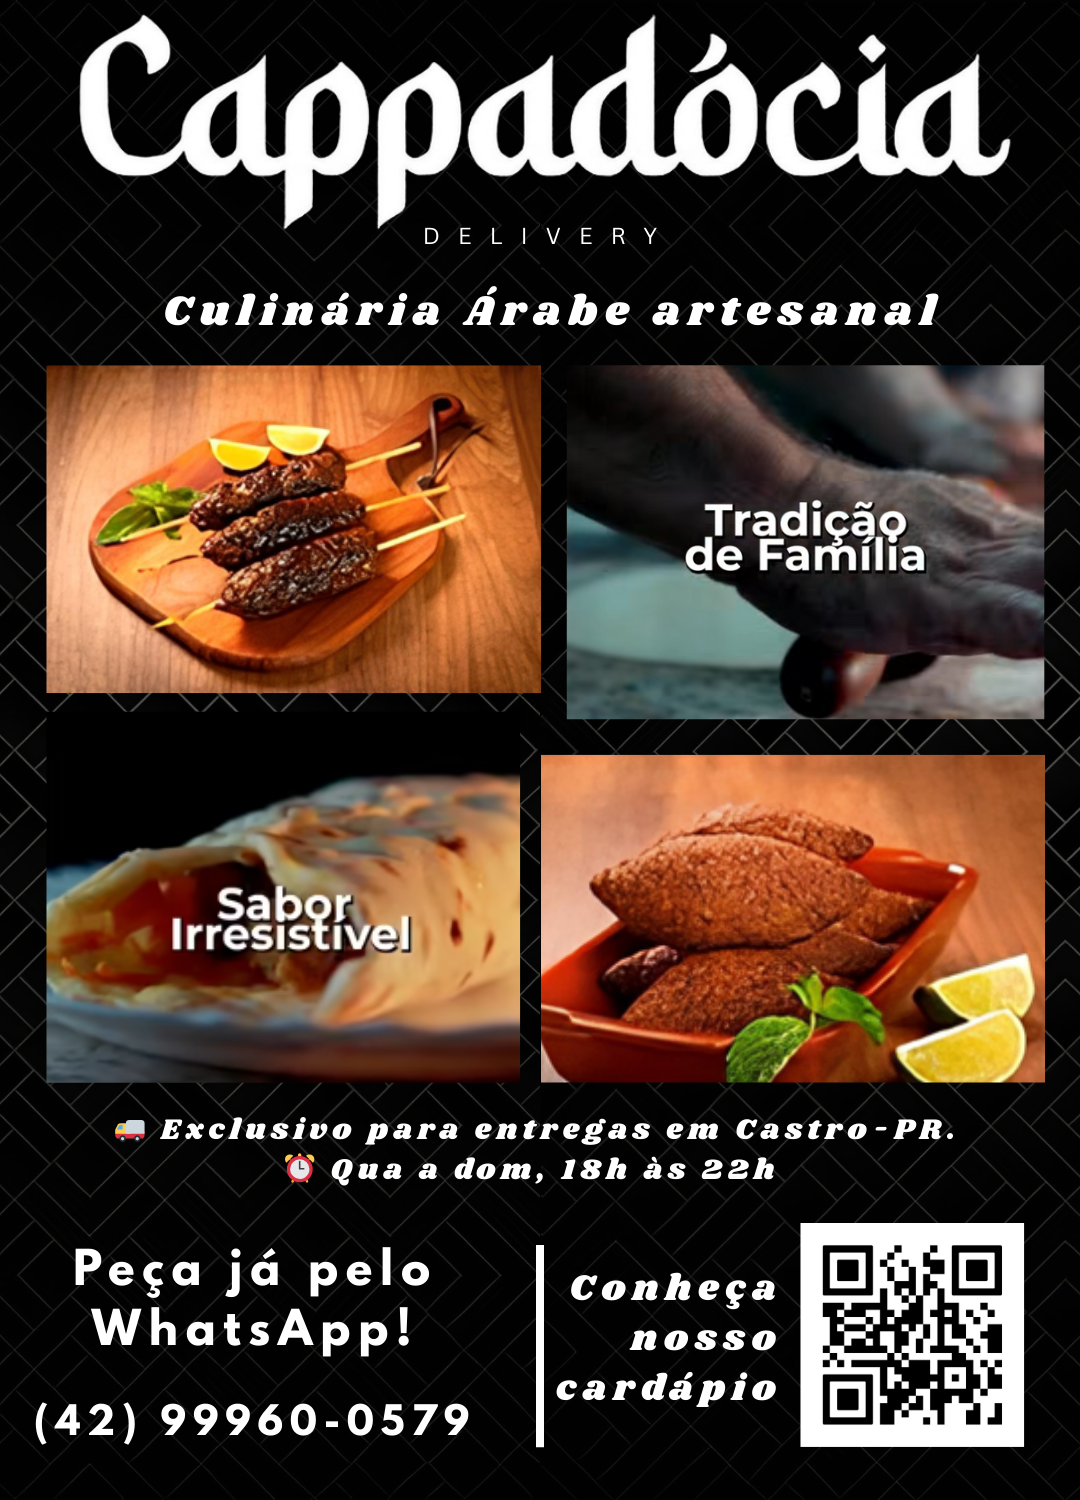 Cappadócia
DELIVERY
Culinária Árabe artesanal
Tradição
de Família
Sabor
Irresistível
🚚 Exclusivo para entregas em Castro-PR.
⏰ Qua a dom, 18h às 22h
Peça já pelo
WhatsApp!
(42) 99960-0579
Conheça
nosso
cardápio